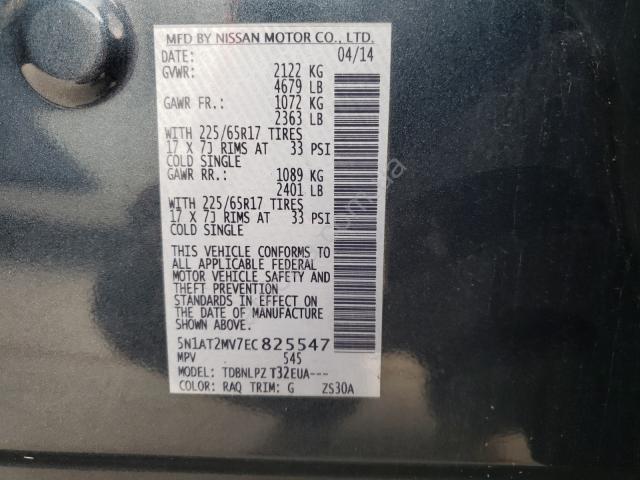 MFD BY NISSAN MOTOR CO., LTD.
DATE: 04/14
GVWR: 2122 KG
4679 LB
GAWR FR.: 1072 KG
2363 LB
WITH 225/65R17 TIRES
17 X 7J RIMS AT 33 PSI
COLD SINGLE
GAWR RR.: 1089 KG
2401 LB
WITH 225/65R17 TIRES
17 X 7J RIMS AT 33 PSI
COLD SINGLE
THIS VEHICLE CONFORMS TO
ALL APPLICABLE FEDERAL
MOTOR VEHICLE SAFETY AND
THEFT PREVENTION
STANDARDS IN EFFECT ON
THE DATE OF MANUFACTURE
SHOWN ABOVE.
5N1AT2MV7EC825547
MPV 545
MODEL: TDBNLPZ T32EUA---
COLOR: RAQ TRIM: G ZS30A